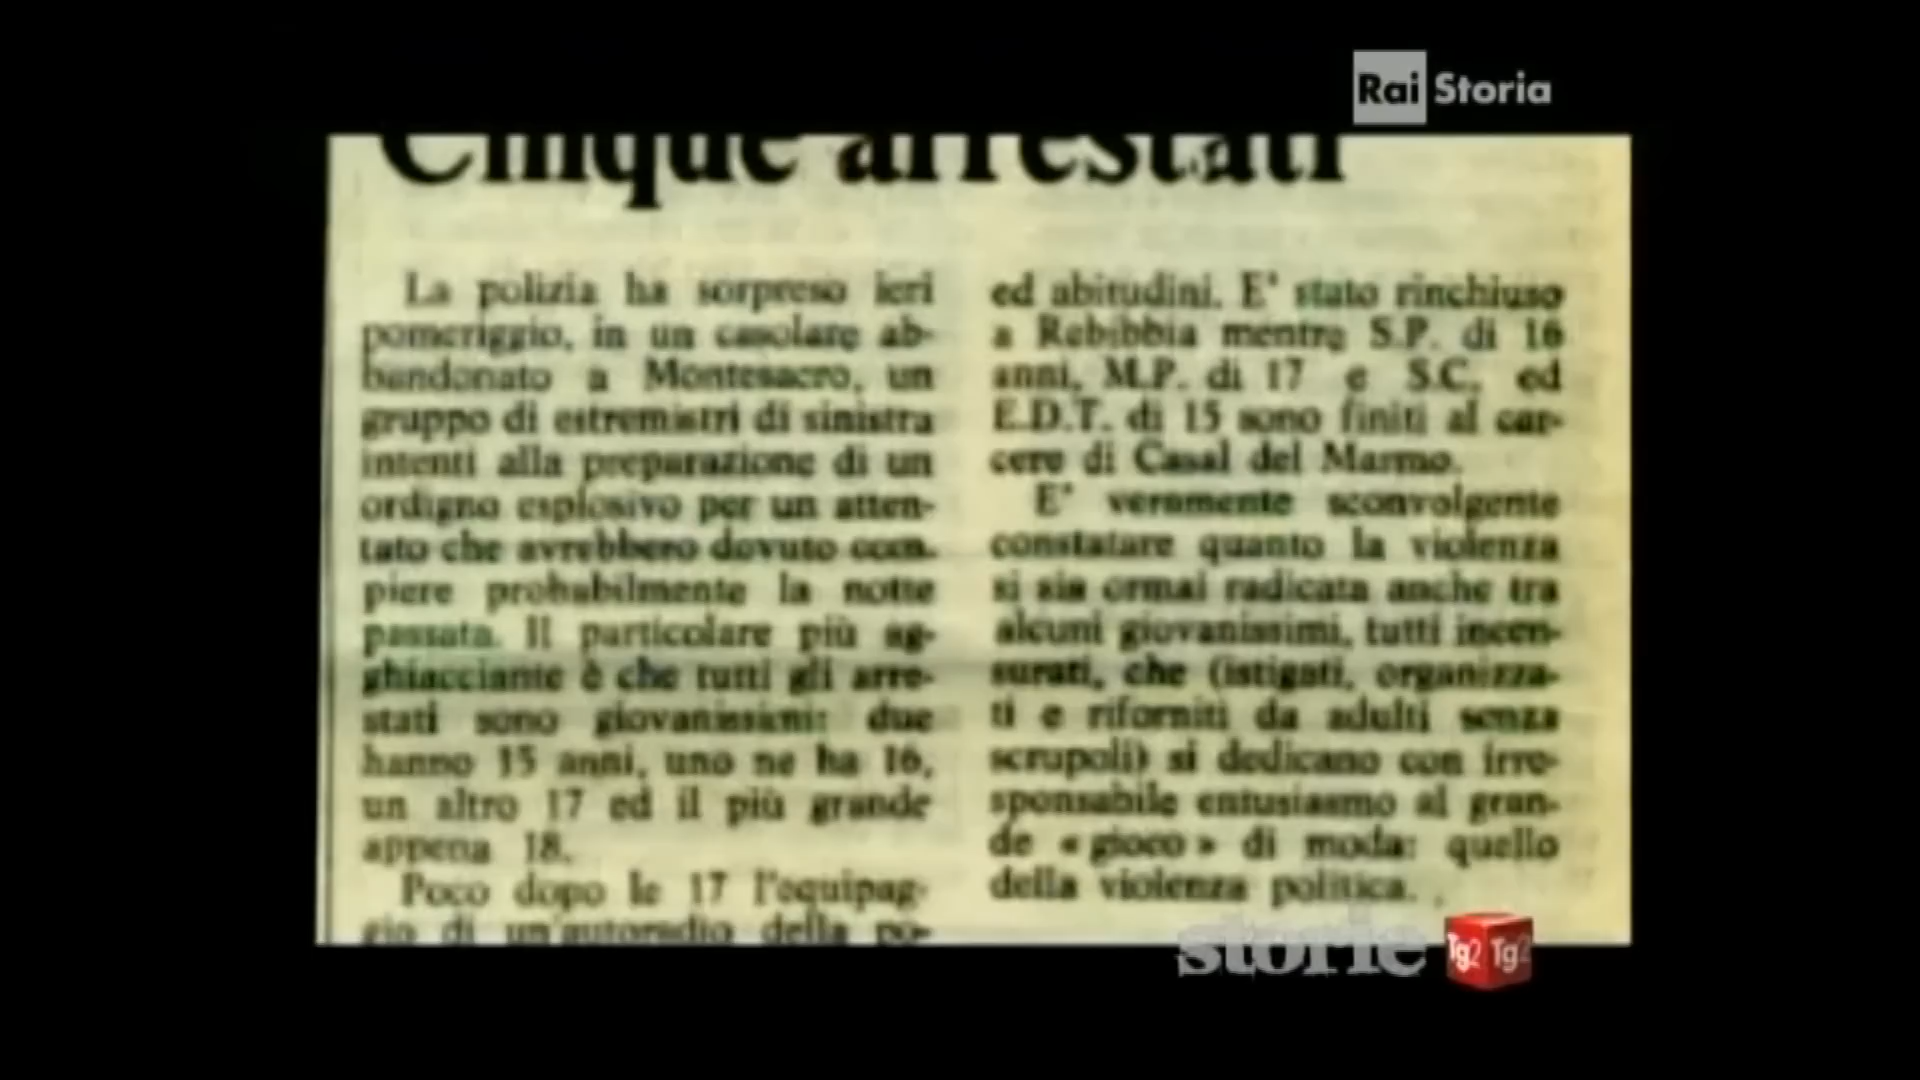 Rai Storia
Cinque arrestati
La polizia ha sorpreso ieri
pomeriggio, in un casolare ab-
bandonato a Montesacro, un
gruppo di estremistri di sinistra
intenti alla preparazione di un
ordigno esplosivo per un atten-
tato che avrebbero dovuto com-
piere probabilmente la notte
passata. Il particolare più ag-
ghiacciante è che tutti gli arre-
stati sono giovanissimi: due
hanno 15 anni, uno ne ha 16,
un altro 17 ed il più grande
appena 18.
Poco dopo le 17 l'equipag-
gio di un'autoradio della po-
ed abitudini. E' stato rinchiuso
a Rebibbia mentre S.P. di 16
anni, M.P. di 17 e S.C. ed
E.D.T. di 15 sono finiti al car-
cere di Casal del Marmo.
E' veramente sconvolgente
constatare quanto la violenza
si sia ormai radicata anche tra
alcuni giovanissimi, tutti incen-
surati, che (istigati, organizza-
ti e riforniti da adulti senza
scrupoli) si dedicano con irre-
sponsabile entusiasmo al gran-
de «gioco» di moda: quello
della violenza politica.
storie Tg2 Tg2